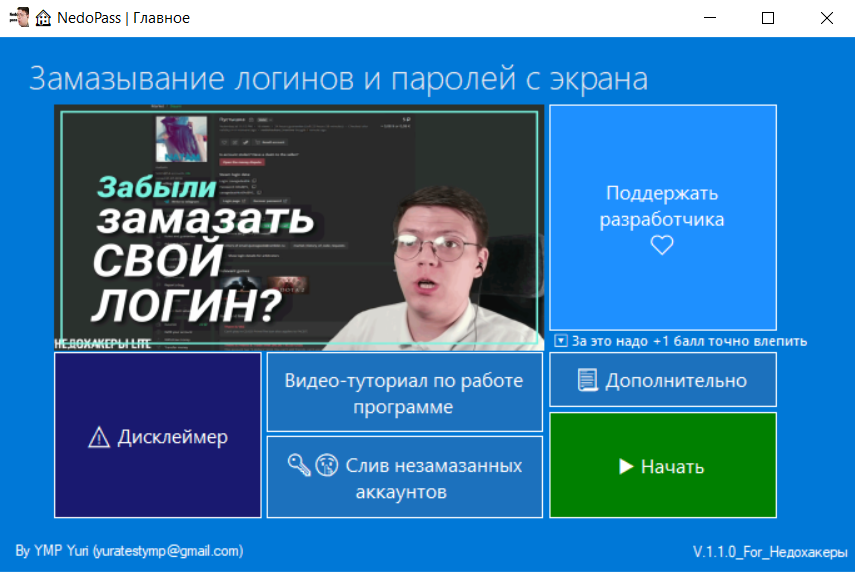 NedoPass | Главное
Замазывание логинов и паролей с экрана
Забыли
замазать
СВОЙ
ЛОГИН?
НЕДОХАКЕРЫ LITE
Поддержать
разработчика
За это надо +1 балл точно влепить
Дисклеймер
Видео-туториал по работе
программе
Слив незамазанных
аккаунтов
Дополнительно
Начать
By YMP Yuri (yuratestymp@gmail.com)
V.1.1.0_For_Недохакеры